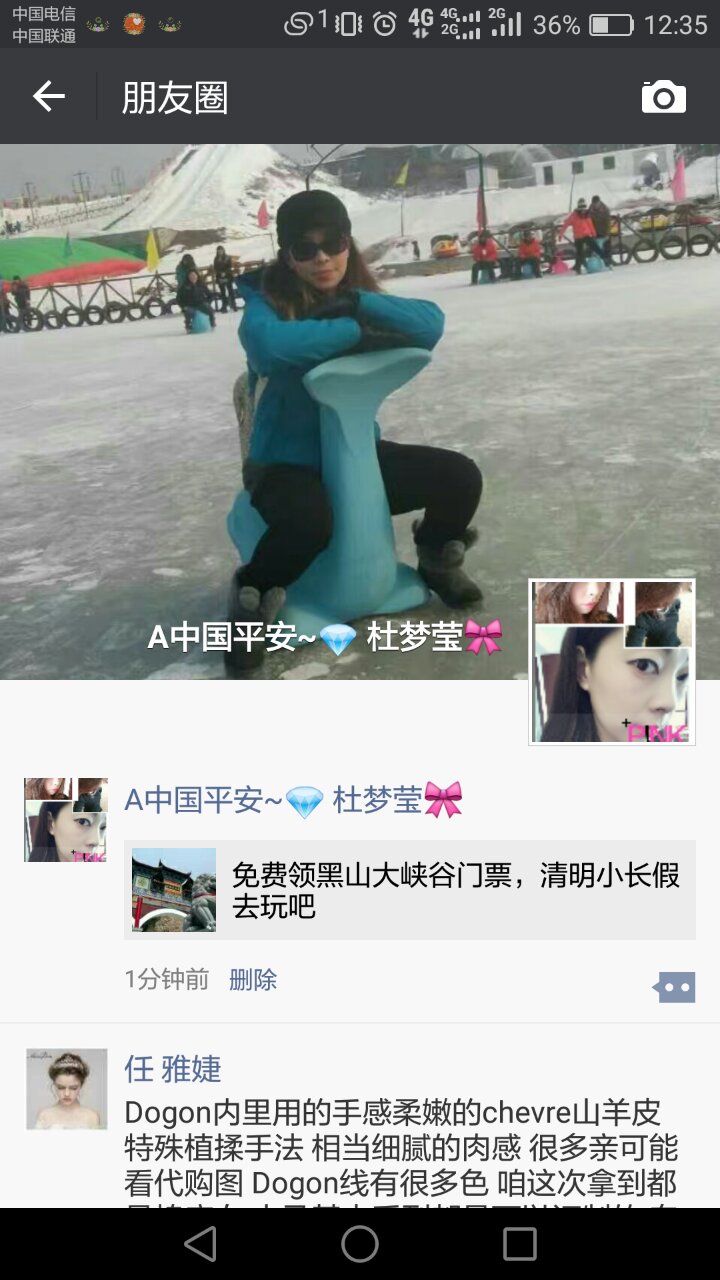 中国电信
中国联通
1
4G
4G
2G
2G
36%
12:35
朋友圈
A中国平安~💎 杜梦莹🎀
PINK
A中国平安~💎 杜梦莹🎀
PINK
免费领黑山大峡谷门票，清明小长假
去玩吧
1分钟前 删除
任 雅婕
Dogon内里用的手感柔嫩的chevre山羊皮
特殊植揉手法 相当细腻的肉感 很多亲可能
看代购图 Dogon线有很多色 咱这次拿到都